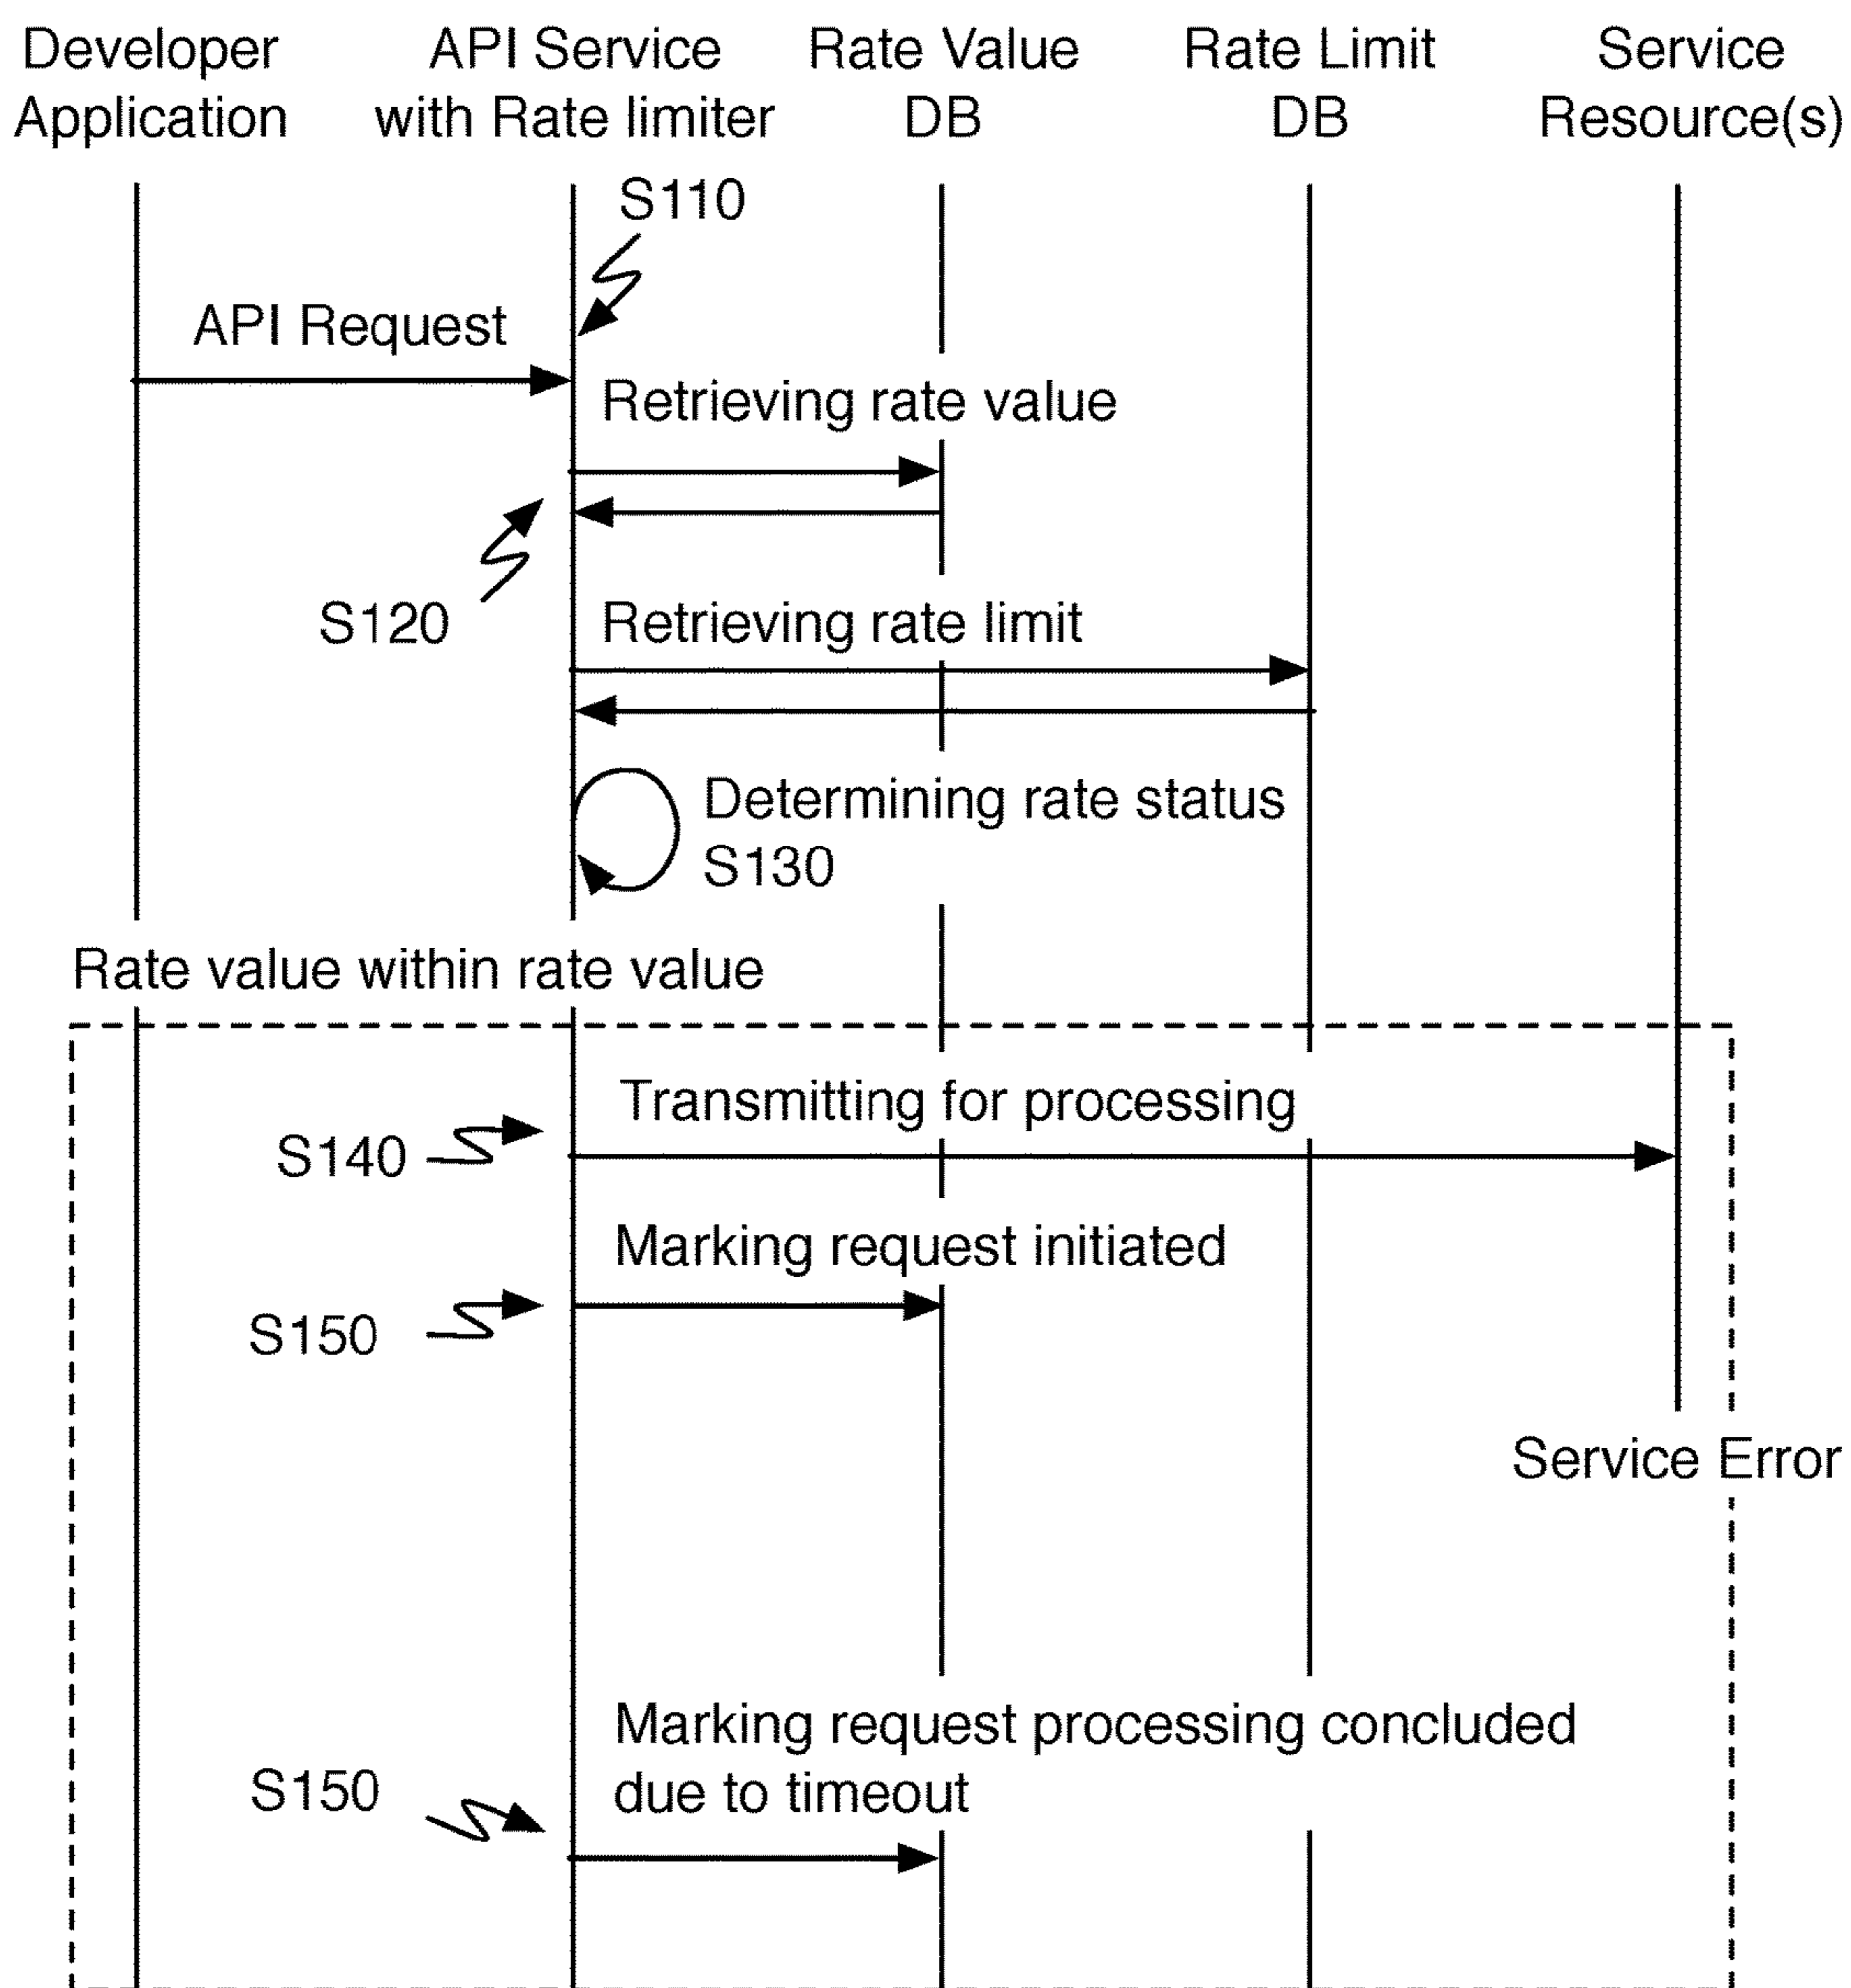 Developer
Application
API Service
with Rate limiter
Rate Value
DB
Rate Limit
DB
Service
Resource(s)
S110
API Request
Retrieving rate value
S120
Retrieving rate limit
Determining rate status
S130
Rate value within rate value
Transmitting for processing
S140
Marking request initiated
S150
Service Error
Marking request processing concluded
due to timeout
S150